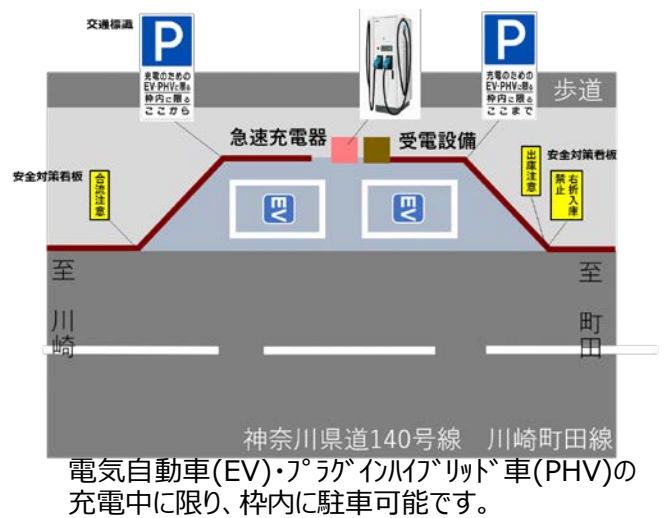 交通標識
P
充電のための
EV・PHVに限る
枠内に限る
ここから
P
充電のための
EV・PHVに限る
枠内に限る
ここまで
歩道
急速充電器
受電設備
安全対策看板
合流注意
出庫注意
安全対策看板
右折入庫
禁止
EV
EV
至 川崎
至 町田
神奈川県道140号線 川崎町田線
電気自動車(EV)・プラグインハイブリッド車(PHV)の
充電中に限り、枠内に駐車可能です。